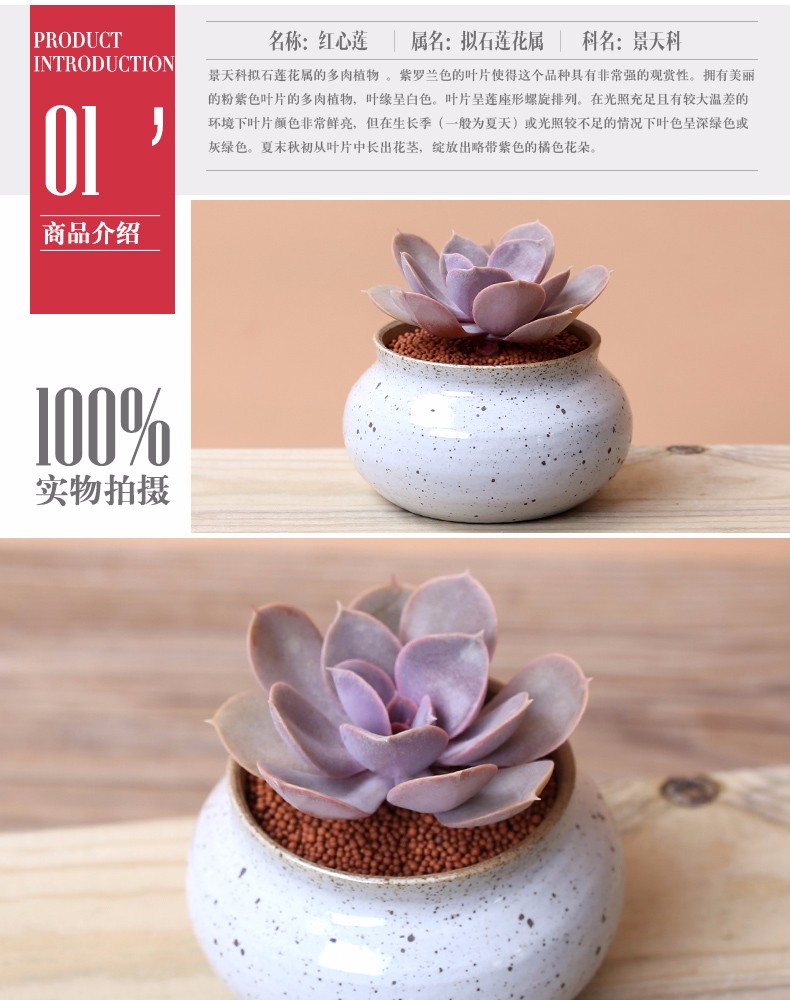 PRODUCT
INTRODUCTION
01 ’
商品介绍
名称：红心莲
属名：拟石莲花属
科名：景天科
景天科拟石莲花属的多肉植物 。紫罗兰色的叶片使得这个品种具有非常强的观赏性。拥有美丽
的粉紫色叶片的多肉植物，叶缘呈白色。叶片呈莲座形螺旋排列。在光照充足且有较大温差的
环境下叶片颜色非常鲜亮，但在生长季（一般为夏天）或光照较不足的情况下叶色呈深绿色或
灰绿色。夏末秋初从叶片中长出花茎，绽放出略带紫色的橘色花朵。
100%
实物拍摄